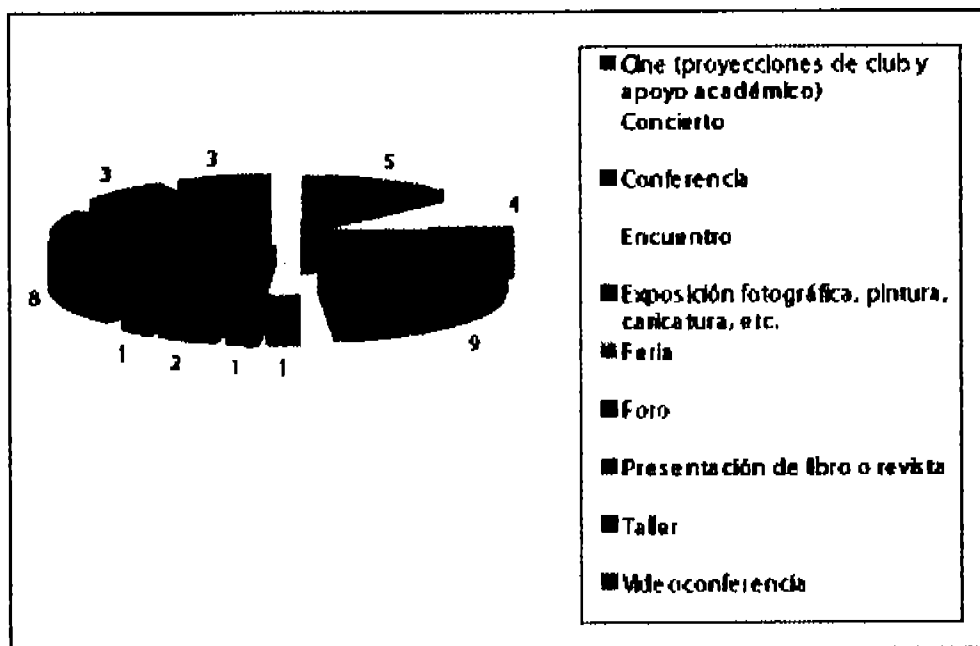 3
3
5
4
8
9
1
2
1
1
Cine (proyecciones de club y
apoyo académico)
Concierto
Conferencia
Encuentro
Exposición fotográfica, pintura,
caricatura, etc.
Feria
Foro
Presentación de libro o revista
Taller
Videoconferencia